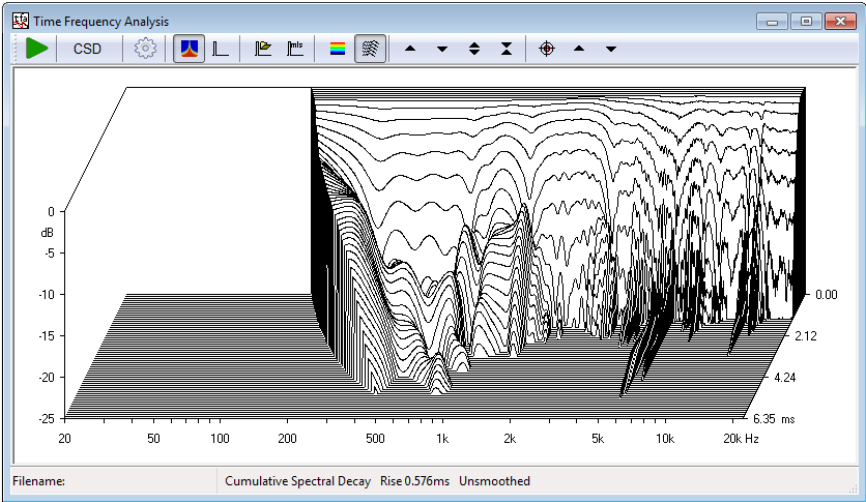 Time Frequency Analysis
CSD
mls
0
dB
-5
-10
-15
-20
-25
0.00
2.12
4.24
6.35 ms
20 50 100 200 500 1k 2k 5k 10k 20k Hz
Filename:
Cumulative Spectral Decay Rise 0.576ms Unsmoothed